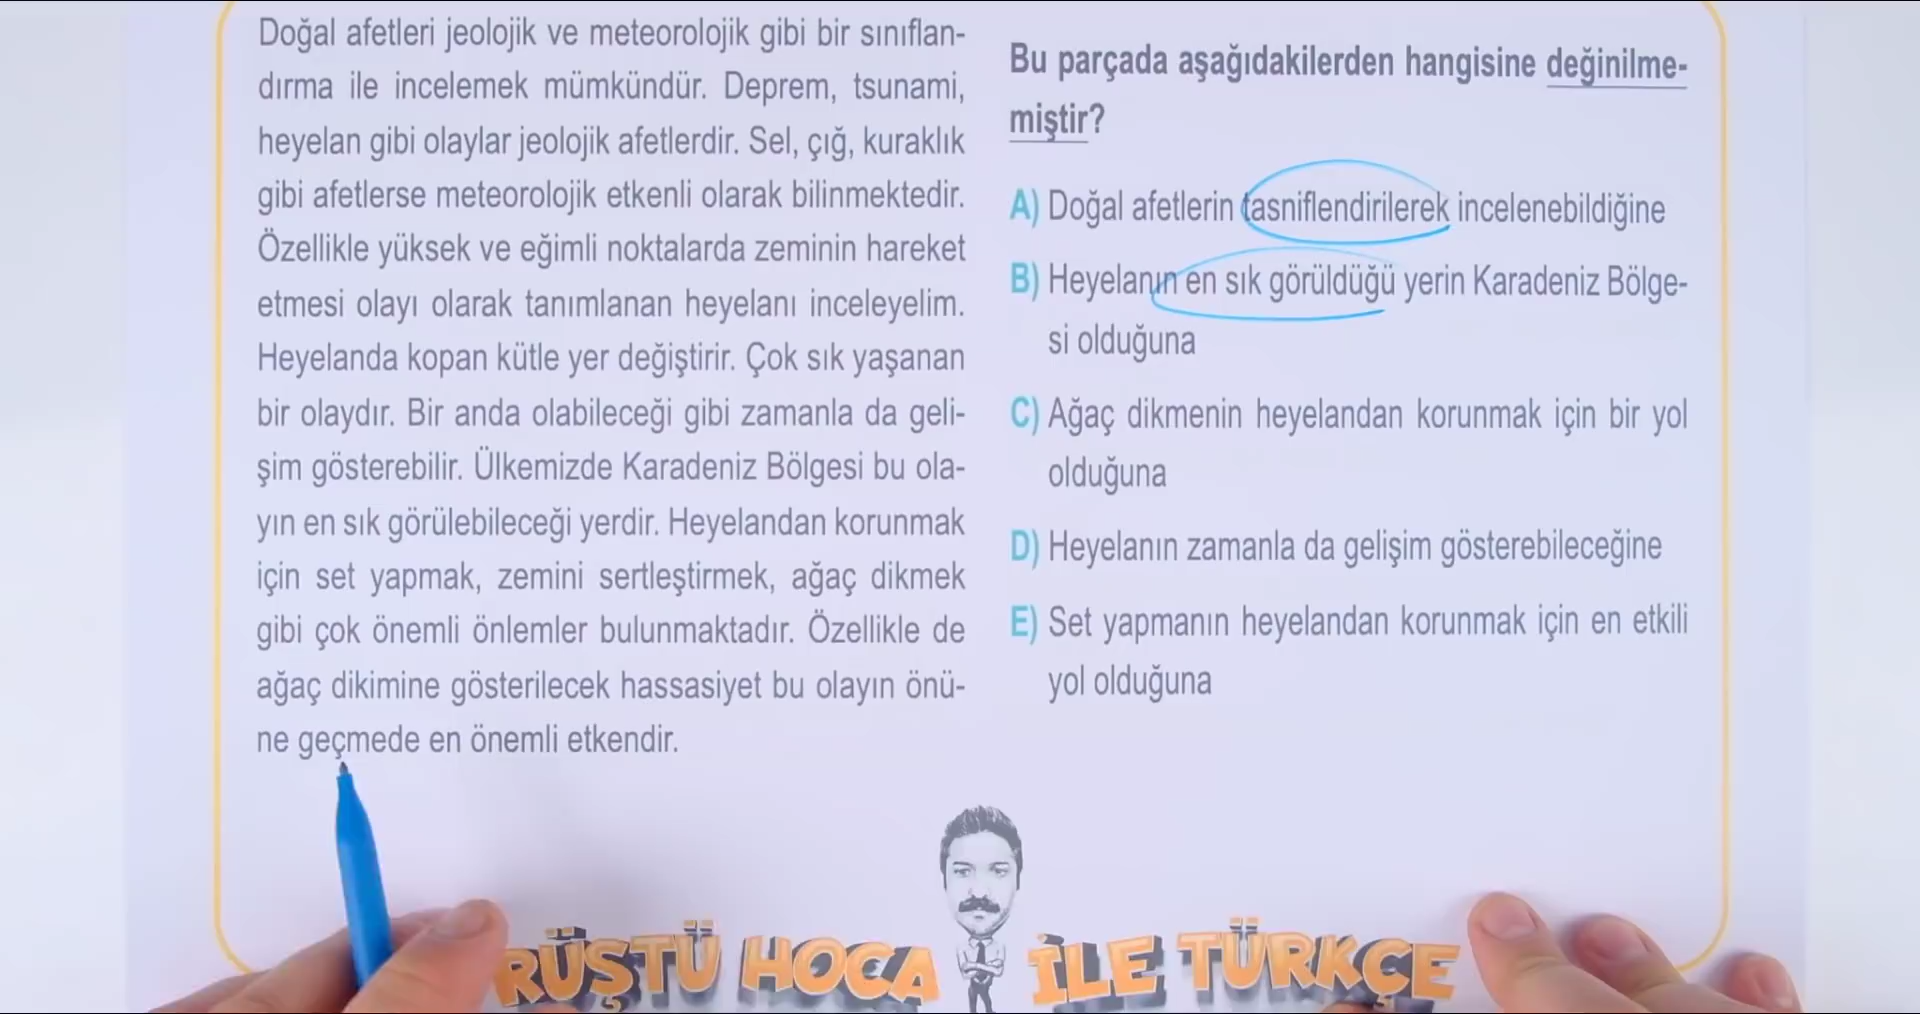 Doğal afetleri jeolojik ve meteorolojik gibi bir sınıflan-
dırma ile incelemek mümkündür. Deprem, tsunami,
heyelan gibi olaylar jeolojik afetlerdir. Sel, çığ, kuraklık
gibi afetlerse meteorolojik etkenli olarak bilinmektedir.
Özellikle yüksek ve eğimli noktalarda zeminin hareket
etmesi olayı olarak tanımlanan heyelanı inceleyelim.
Heyelanda kopan kütle yer değiştirir. Çok sık yaşanan
bir olaydır. Bir anda olabileceği gibi zamanla da geli-
şim gösterebilir. Ülkemizde Karadeniz Bölgesi bu ola-
yın en sık görülebileceği yerdir. Heyelandan korunmak
için set yapmak, zemini sertleştirmek, ağaç dikmek
gibi çok önemli önlemler bulunmaktadır. Özellikle de
ağaç dikimine gösterilecek hassasiyet bu olayın önü-
ne geçmede en önemli etkendir.
Bu parçada aşağıdakilerden hangisine değinilme-
miştir?
A) Doğal afetlerin tasniflendirilerek incelenebildiğine
B) Heyelanın en sık görüldüğü yerin Karadeniz Bölge-
si olduğuna
C) Ağaç dikmenin heyelandan korunmak için bir yol
olduğuna
D) Heyelanın zamanla da gelişim gösterebileceğine
E) Set yapmanın heyelandan korunmak için en etkili
yol olduğuna
RÜŞTÜ HOCA İLE TÜRKÇE